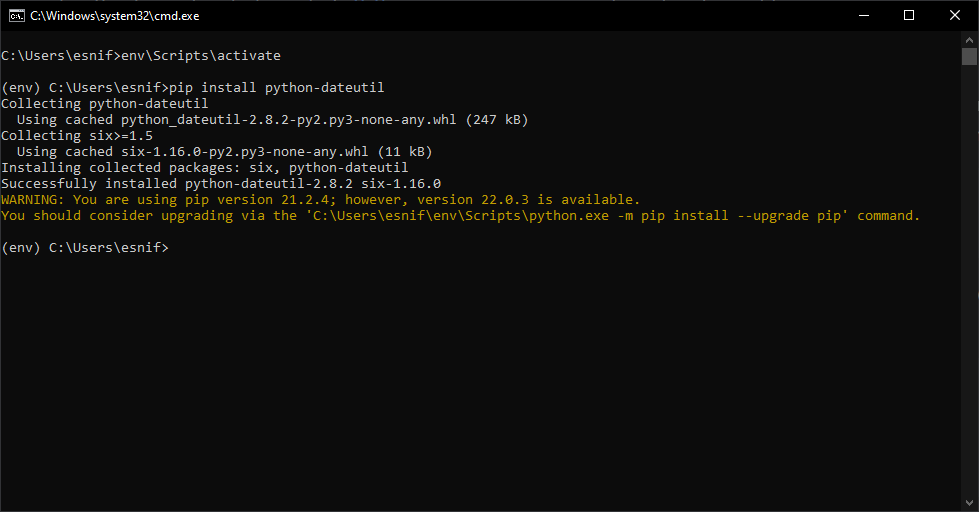 C:\Windows\system32\cmd.exe
C:\Users\esnif>env\Scripts\activate
(env) C:\Users\esnif>pip install python-dateutil
Collecting python-dateutil
  Using cached python_dateutil-2.8.2-py2.py3-none-any.whl (247 kB)
Collecting six>=1.5
  Using cached six-1.16.0-py2.py3-none-any.whl (11 kB)
Installing collected packages: six, python-dateutil
Successfully installed python-dateutil-2.8.2 six-1.16.0
WARNING: You are using pip version 21.2.4; however, version 22.0.3 is available.
You should consider upgrading via the 'C:\Users\esnif\env\Scripts\python.exe -m pip install --upgrade pip' command.
(env) C:\Users\esnif>